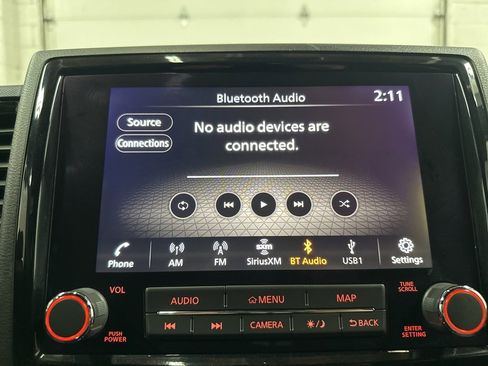 Bluetooth Audio 2:11
Source
No audio devices are
connected.
Connections
Phone AM FM sxm SiriusXM BT Audio USB1 Settings
VOL
AUDIO MENU MAP
TUNE
SCROLL
PUSH
POWER
CAMERA BACK
ENTER
SETTING